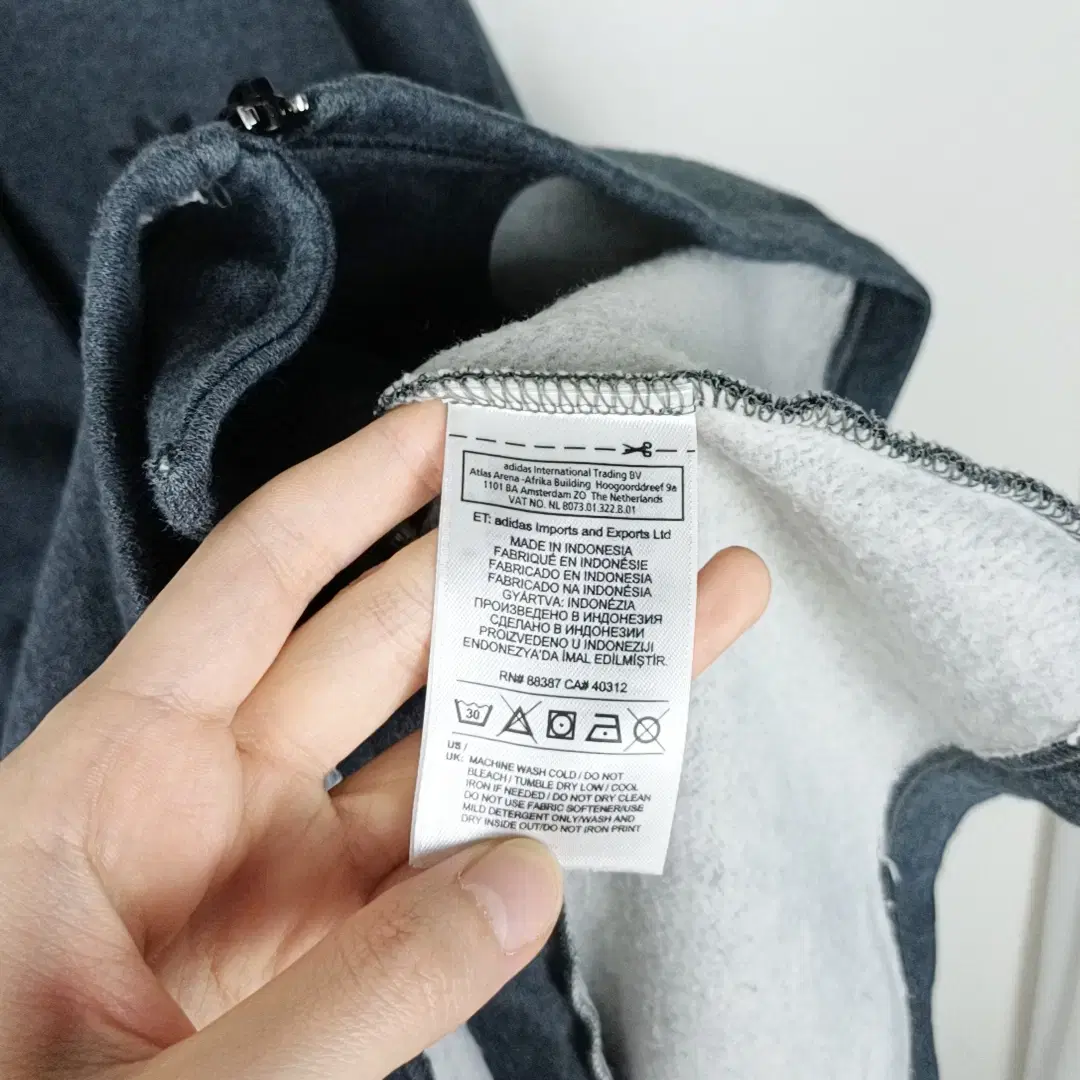 adidas International Trading BV
Atlas Arena -Afrika Building Hoogoorddreef 9a
1101 BA Amsterdam ZO The Netherlands
VAT NO. NL 8073.01.322.B.01
ET: adidas Imports and Exports Ltd
MADE IN INDONESIA
FABRIQUÉ EN INDONÉSIE
FABRICADO EN INDONESIA
FABRICADO NA INDONÉSIA
GYÁRTVA: INDONÉZIA
ПРОИЗВЕДЕНО В ИНДОНЕЗИЯ
СДЕЛАНО В ИНДОНЕЗИИ
PROIZVEDENO U INDONEZIJI
ENDONEZYA'DA İMAL EDİLMİŞTİR.
RN# 88387 CA# 40312
30
US /
UK: MACHINE WASH COLD / DO NOT
BLEACH / TUMBLE DRY LOW / COOL
IRON IF NEEDED / DO NOT DRY CLEAN
DO NOT USE FABRIC SOFTENER/USE
MILD DETERGENT ONLY/WASH AND
DRY INSIDE OUT/DO NOT IRON PRINT